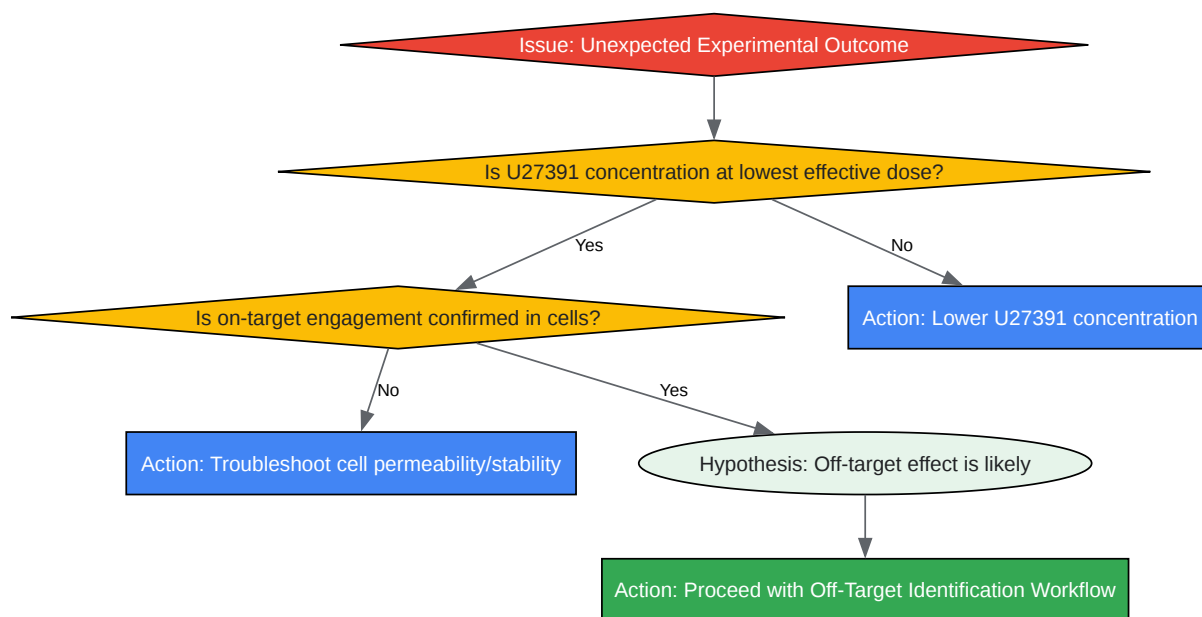 Issue: Unexpected Experimental Outcome
Is U27391 concentration at lowest effective dose?
Yes
No
Is on-target engagement confirmed in cells?
Action: Lower U27391 concentration
No
Yes
Action: Troubleshoot cell permeability/stability
Hypothesis: Off-target effect is likely
Action: Proceed with Off-Target Identification Workflow